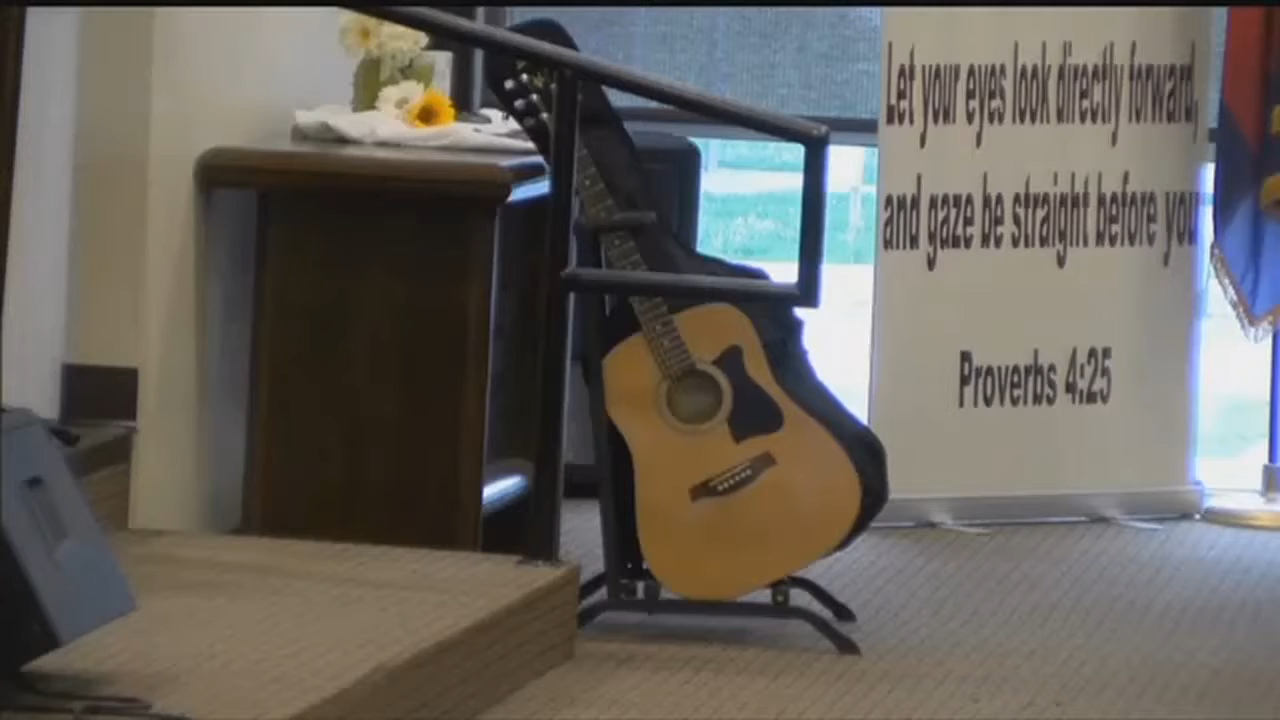 Let your eyes look directly forward,
and gaze be straight before you
Proverbs 4:25